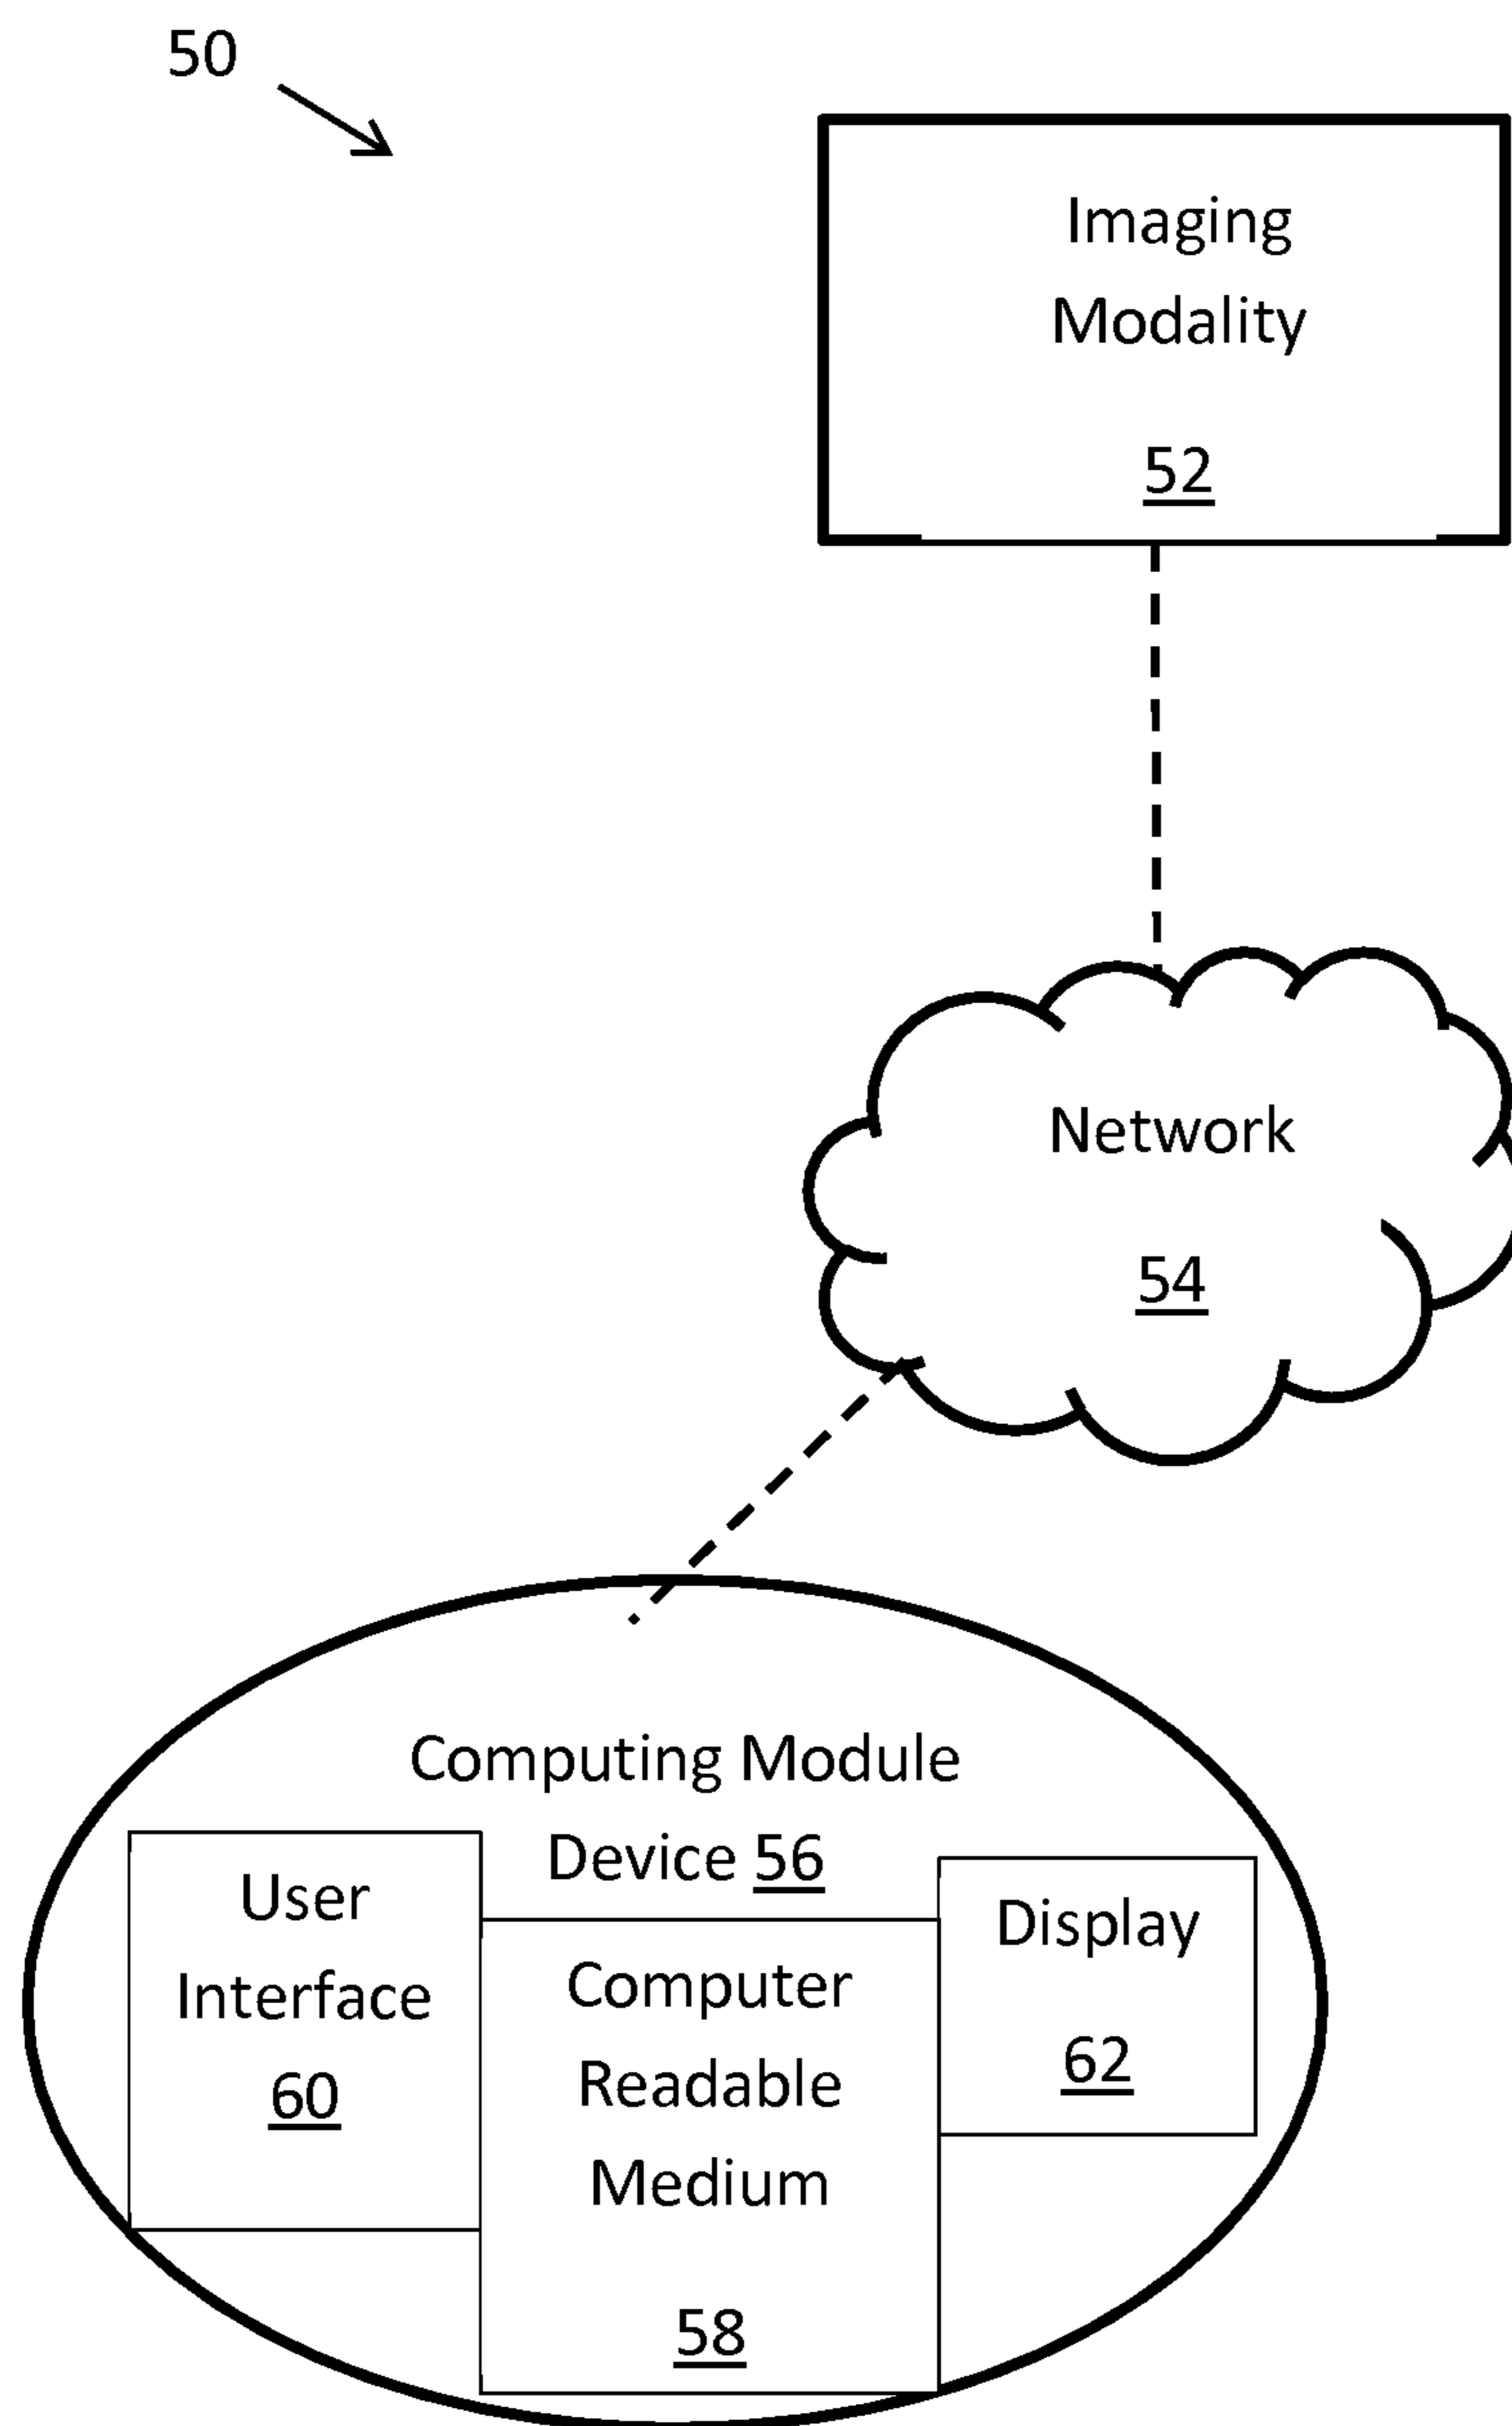 50
Imaging
Modality
52
Network
54
Computing Module
Device 56
User
Interface
60
Computer
Readable
Medium
58
Display
62